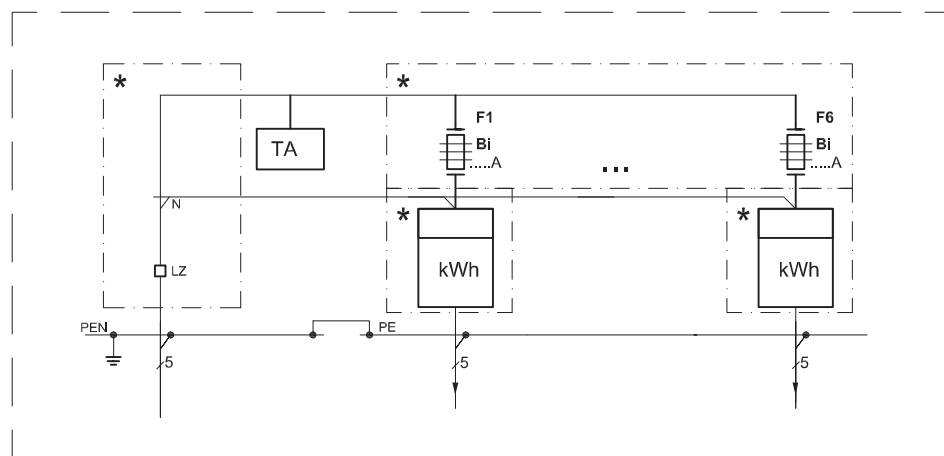 *
*
F1
F6
TA
Bi
.....A
Bi
.....A
...
N
*
*
kWh
kWh
LZ
PEN
PE
5
5
5